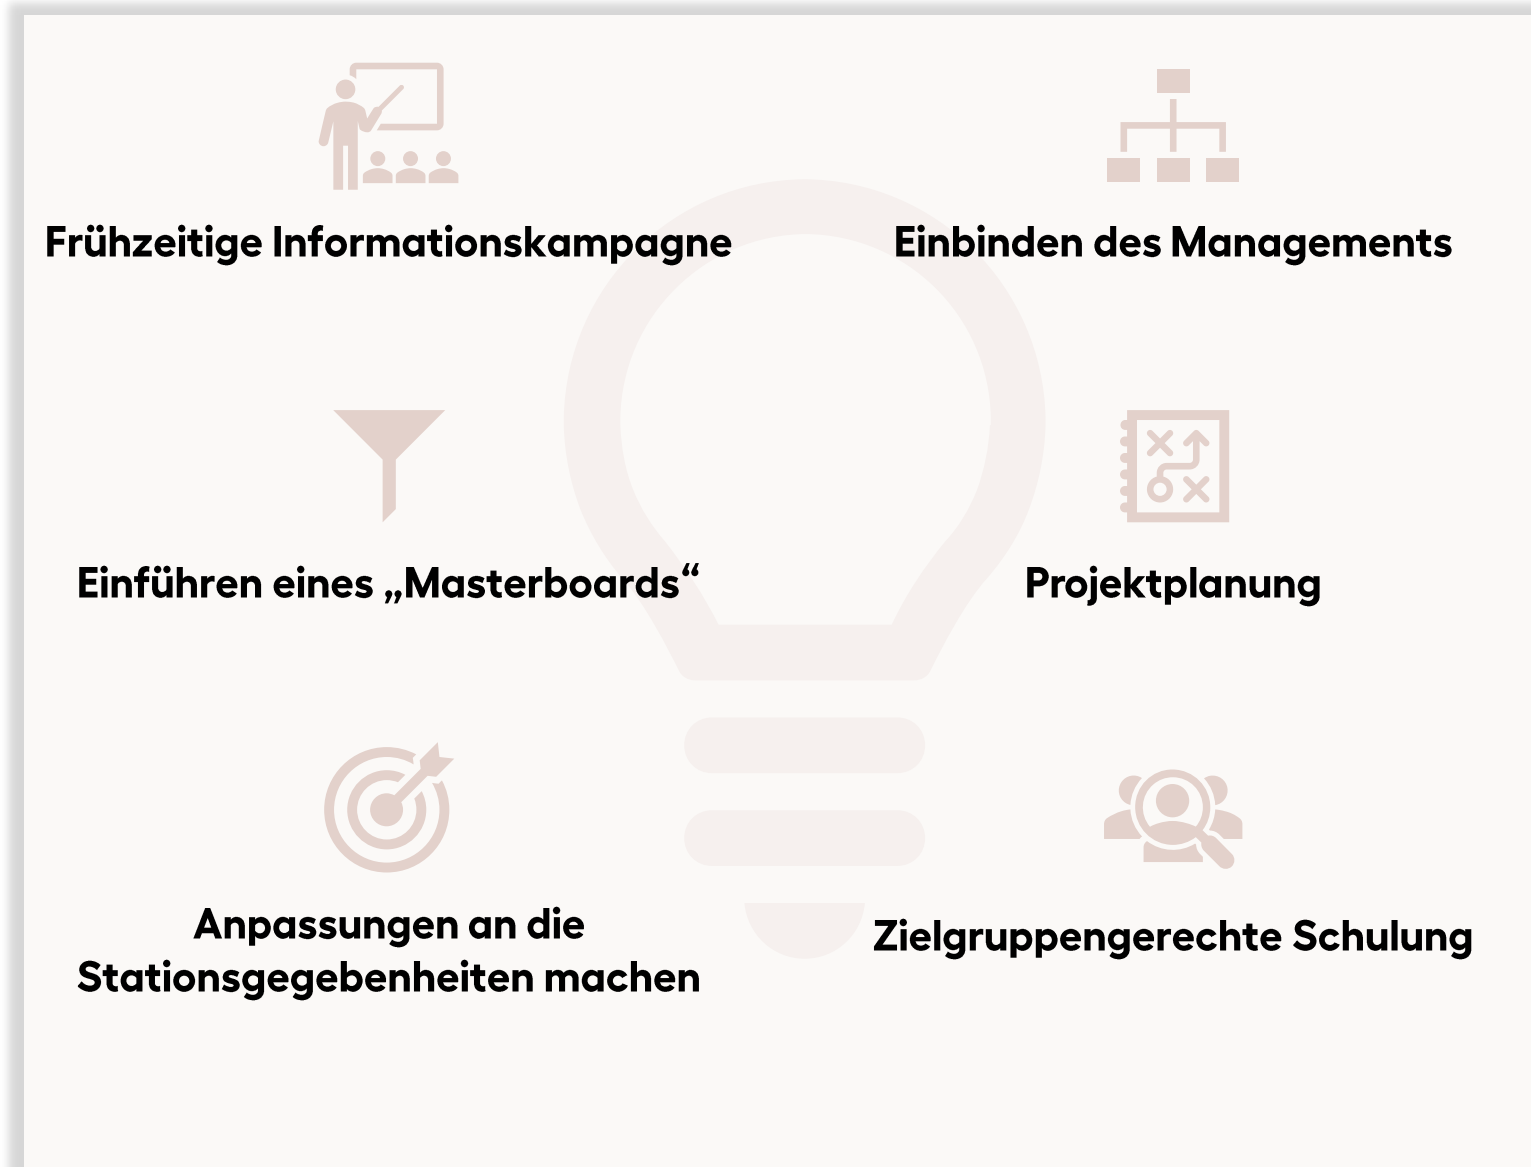 Frühzeitige Informationskampagne
Einbinden des Managements
Einführen eines „Masterboards“
Projektplanung
Anpassungen an die
Stationsgegebenheiten machen
Zielgruppengerechte Schulung